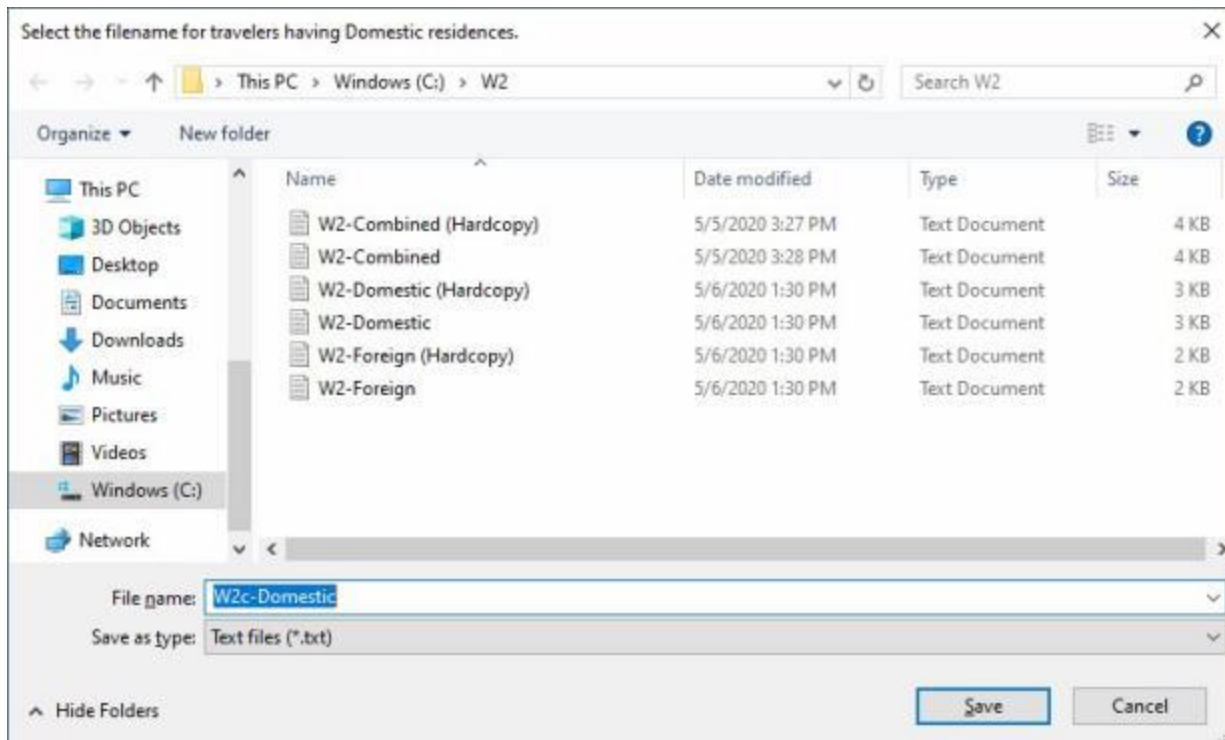 Select the filename for travelers having Domestic residences.
This PC > Windows (C:) > W2
Search W2
Organize
New folder
This PC
3D Objects
Desktop
Documents
Downloads
Music
Pictures
Videos
Windows (C:)
Network
Name Date modified Type Size
W2-Combined (Hardcopy) 5/5/2020 3:27 PM Text Document 4 KB
W2-Combined 5/5/2020 3:28 PM Text Document 4 KB
W2-Domestic (Hardcopy) 5/6/2020 1:30 PM Text Document 3 KB
W2-Domestic 5/6/2020 1:30 PM Text Document 3 KB
W2-Foreign (Hardcopy) 5/6/2020 1:30 PM Text Document 2 KB
W2-Foreign 5/6/2020 1:30 PM Text Document 2 KB
File name: W2c-Domestic
Save as type: Text files (*.txt)
Hide Folders
Save
Cancel